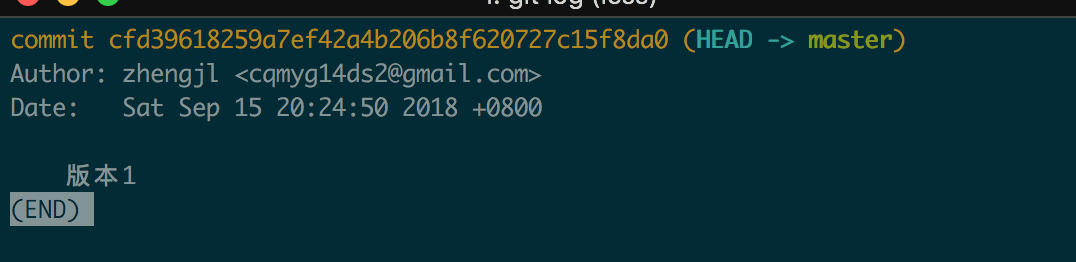 1. git log (less)
commit cfd39618259a7ef42a4b206b8f620727c15f8da0 (HEAD -> master)
Author: zhengjl <cqmyg14ds2@gmail.com>
Date:   Sat Sep 15 20:24:50 2018 +0800
版本1
(END)